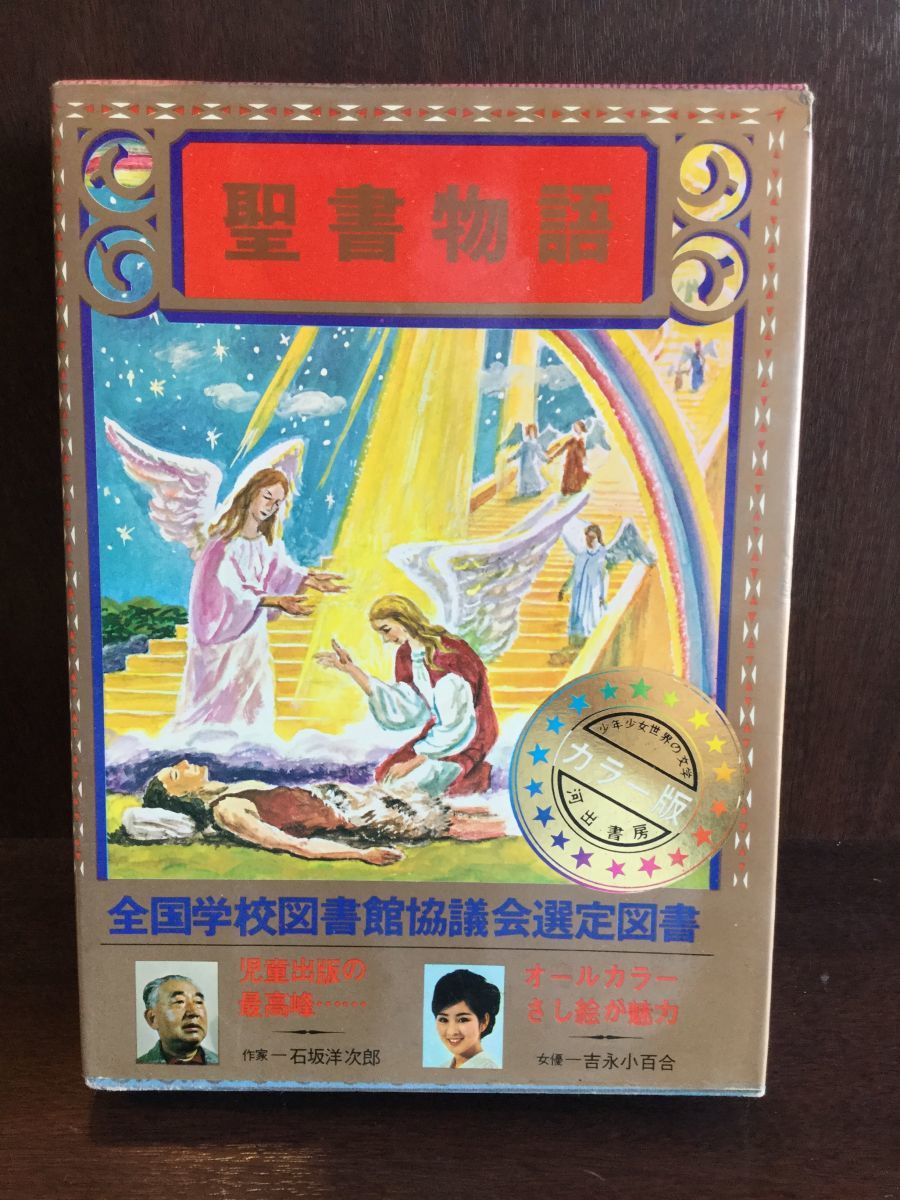 聖書物語
少年少女世界の文学
カラー版
河出書房
全国学校図書館協議会選定図書
児童出版の
最高峰……
作家―石坂洋次郎
オールカラー
さし絵が魅力
女優―吉永小百合